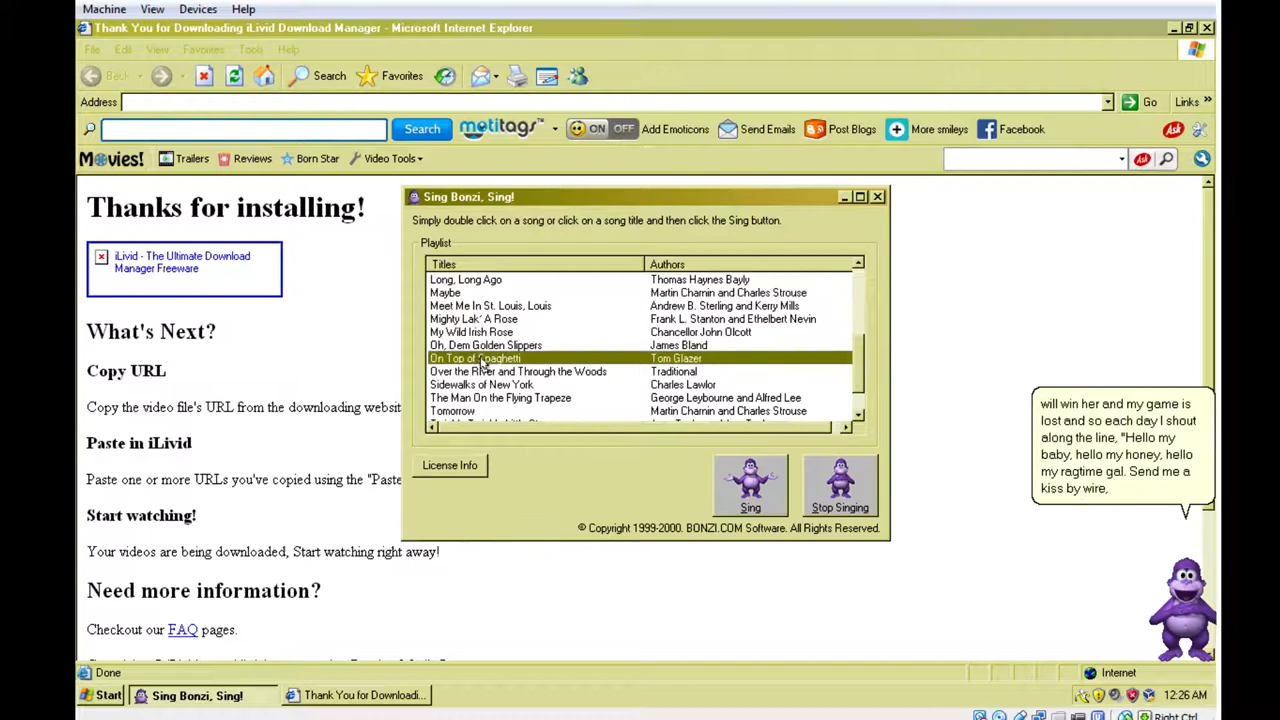 Machine View Devices Help
Thank You for Downloading iLivid Download Manager - Microsoft Internet Explorer
File Edit View Favorites Tools Help
Back Search Favorites
Address Go Links »
Search motitags™ ON OFF Add Emoticons Send Emails Post Blogs More smileys Facebook Ask
Movies! Trailers Reviews Born Star Video Tools Ask
Thanks for installing!
iLivid - The Ultimate Download
Manager Freeware
What's Next?
Copy URL
Copy the video file's URL from the downloading websit
Paste in iLivid
Paste one or more URLs you've copied using the "Paste
Start watching!
Your videos are being downloaded, Start watching right away!
Need more information?
Checkout our FAQ pages.
Sing Bonzi, Sing!
Simply double click on a song or click on a song title and then click the Sing button.
Playlist
Titles Authors
Long, Long Ago Thomas Haynes Bayly
Maybe Martin Charnin and Charles Strouse
Meet Me In St. Louis, Louis Andrew B. Sterling and Kerry Mills
Mighty Lak' A Rose Frank L. Stanton and Ethelbert Nevin
My Wild Irish Rose Chancellor John Olcott
Oh, Dem Golden Slippers James Bland
On Top of Spaghetti Tom Glazer
Over the River and Through the Woods Traditional
Sidewalks of New York Charles Lawlor
The Man On the Flying Trapeze George Leybourne and Alfred Lee
Tomorrow Martin Charnin and Charles Strouse
License Info
Sing Stop Singing
© Copyright 1999-2000. BONZI.COM Software. All Rights Reserved.
will win her and my game is
lost and so each day I shout
along the line, "Hello my
baby, hello my honey, hello
my ragtime gal. Send me a
kiss by wire,
Done Internet
Start Sing Bonzi, Sing! Thank You for Downloadi... 12:26 AM
Right Ctrl